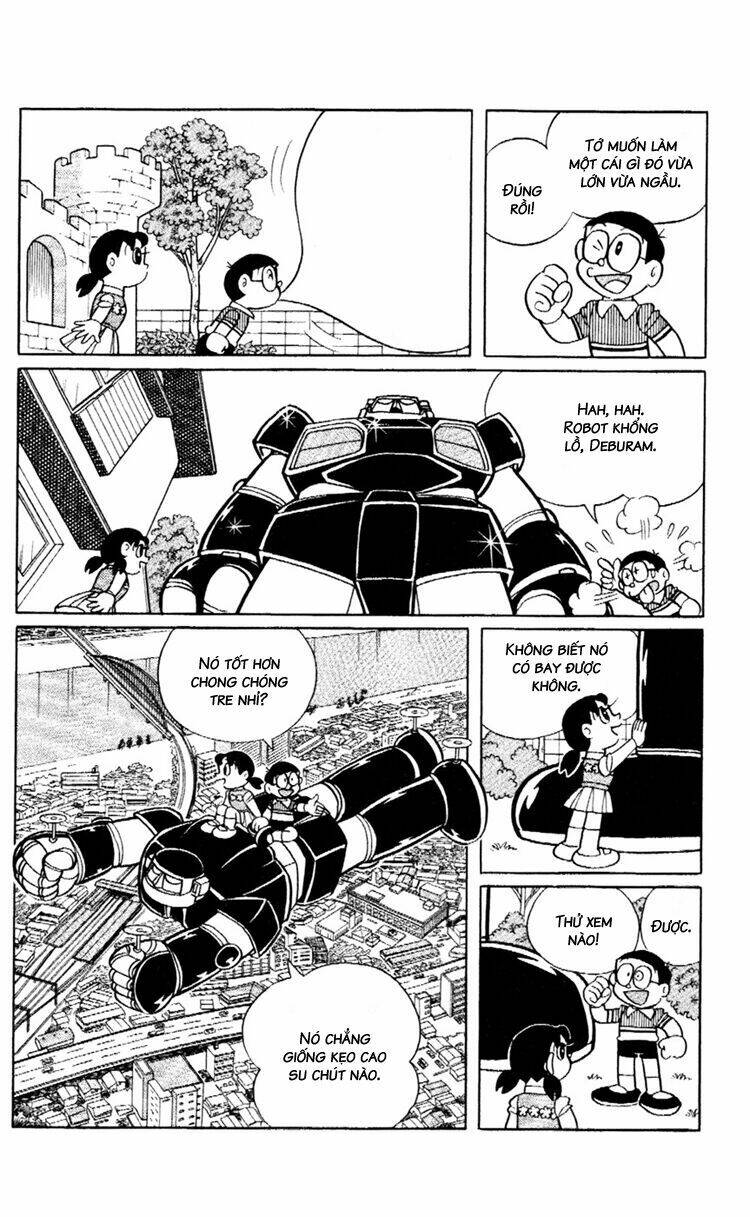 TỚ MUỐN LÀM
MỘT CÁI GÌ ĐÓ VỪA
LỚN VỪA NGẦU.
ĐÚNG
RỒI!
HAH, HAH.
ROBOT KHỔNG
LỒ, DEBURAM.
KHÔNG BIẾT NÓ
CÓ BAY ĐƯỢC
KHÔNG.
ĐƯỢC.
THỬ XEM
NÀO!
NÓ TỐT HƠN
CHONG CHÓNG
TRE NHỈ?
NÓ CHẲNG
GIỐNG KẸO CAO
SU CHÚT NÀO.